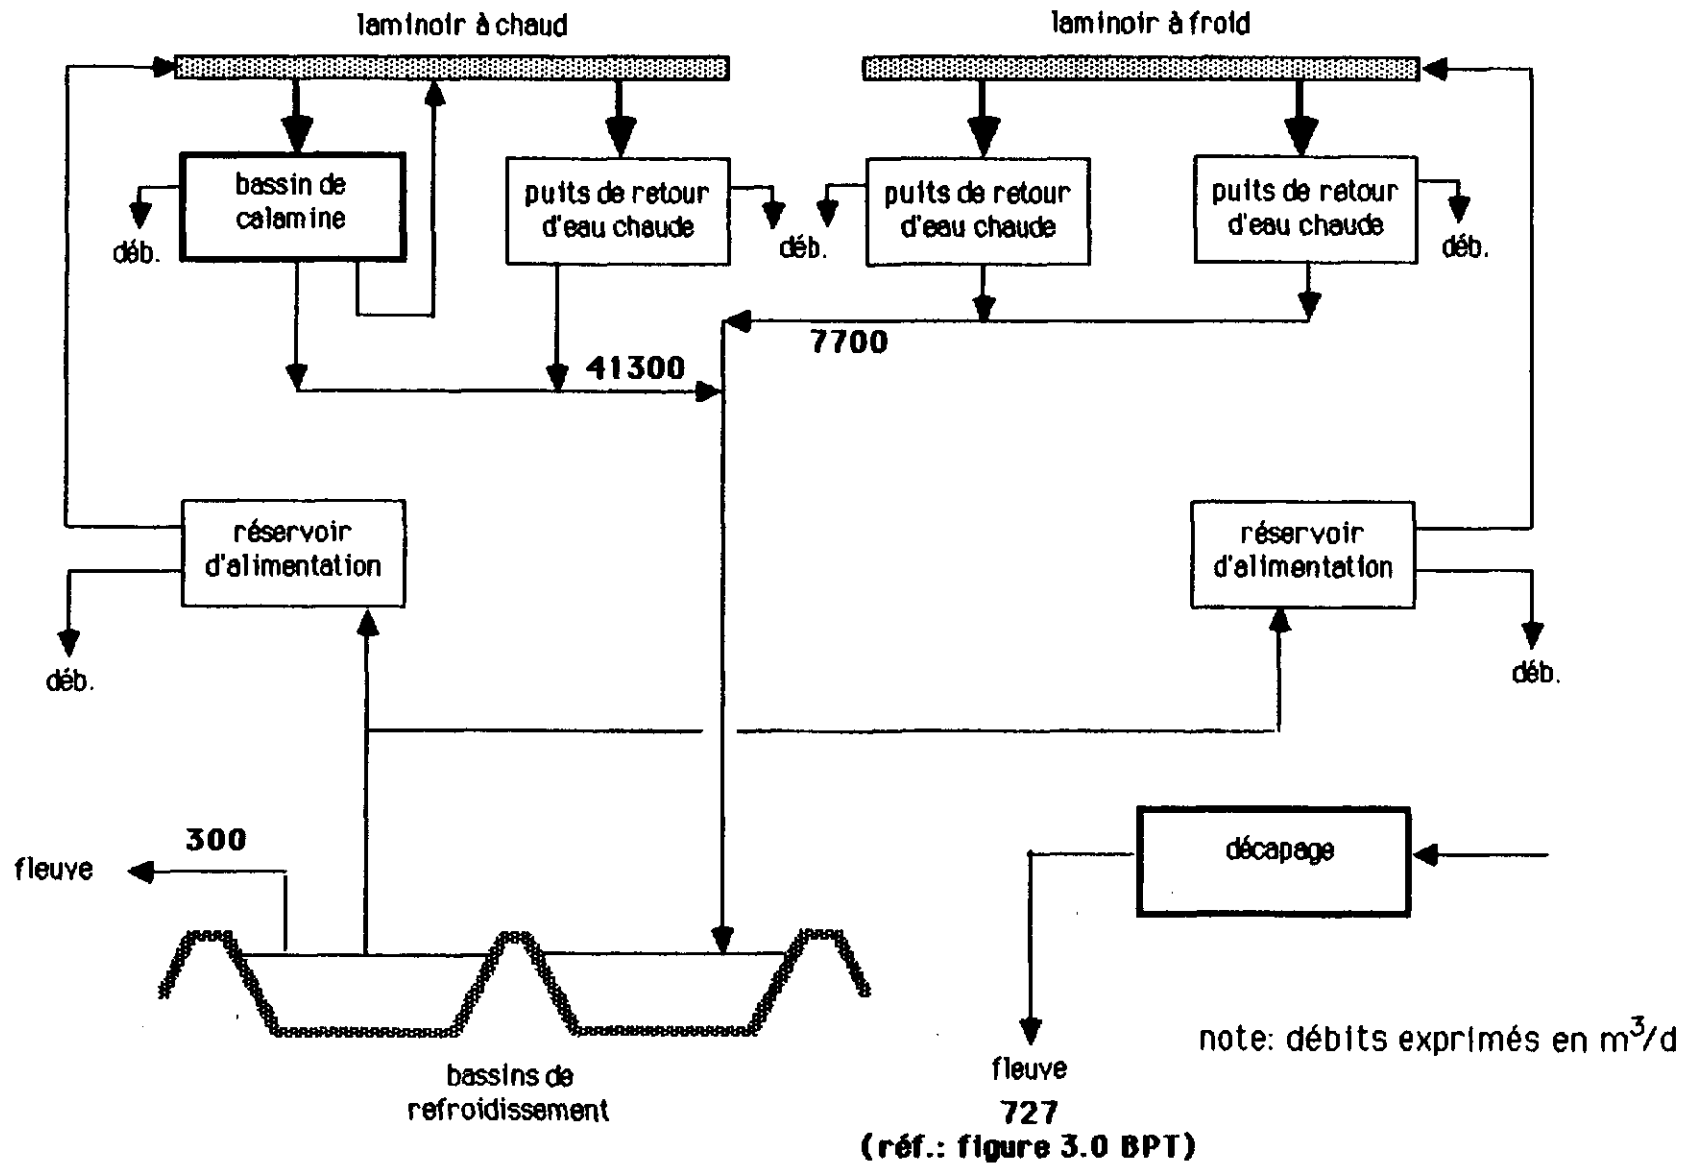 laminoir à chaud
laminoir à froid
bassin de
calamine
puits de retour
d'eau chaude
puits de retour
d'eau chaude
puits de retour
d'eau chaude
déb.
déb.
déb.
7700
41300
réservoir
d'alimentation
réservoir
d'alimentation
déb.
déb.
300
fleuve
décapage
note: débits exprimés en m³/d
bassins de
refroidissement
fleuve
727
(réf.: figure 3.0 BPT)